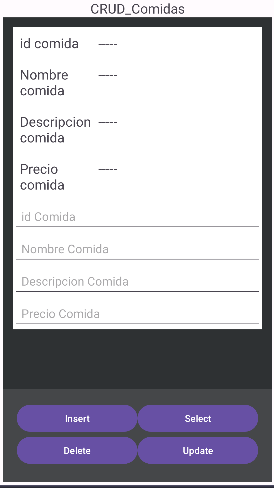 CRUD_Comidas
id comida -----
Nombre -----
comida
Descripcion -----
comida
Precio -----
comida
id Comida
Nombre Comida
Descripcion Comida
Precio Comida
Insert Select
Delete Update